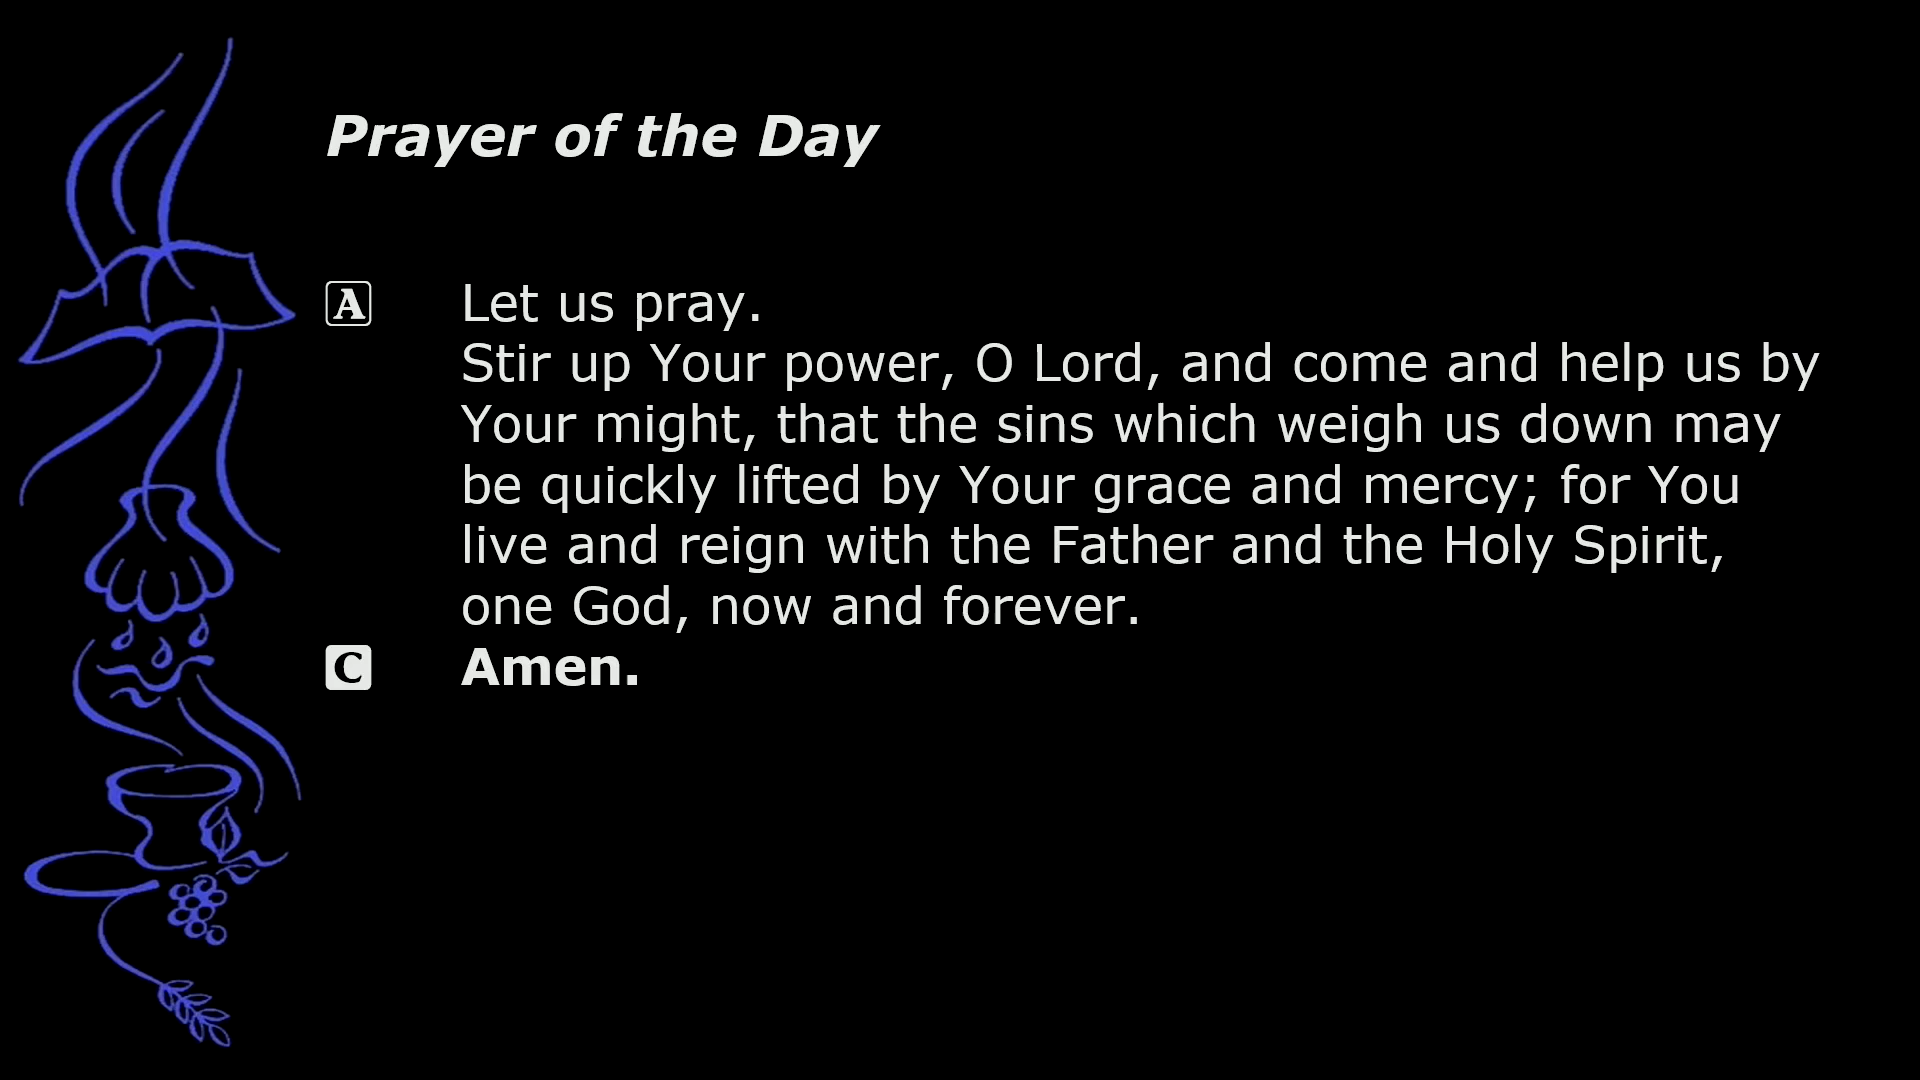 Prayer of the Day
A Let us pray.
Stir up Your power, O Lord, and come and help us by
Your might, that the sins which weigh us down may
be quickly lifted by Your grace and mercy; for You
live and reign with the Father and the Holy Spirit,
one God, now and forever.
C Amen.